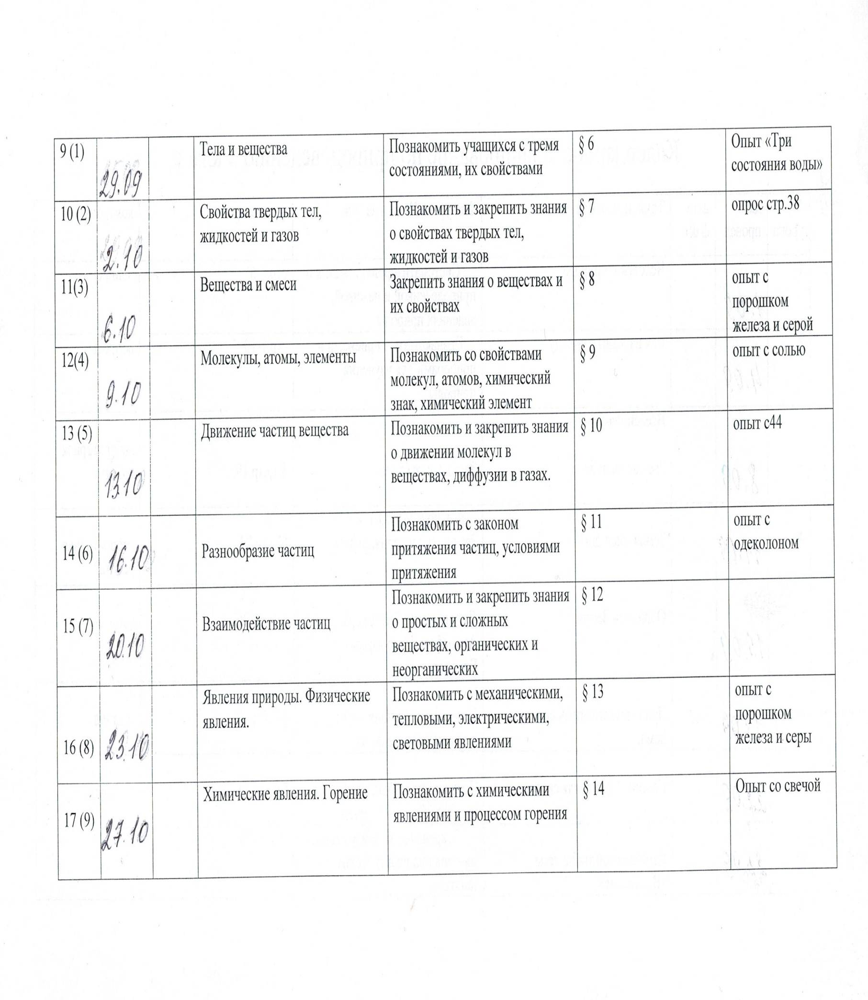 9 (1)
29.09
Тела и вещества
Познакомить учащихся с тремя
состояниями, их свойствами
§ 6
Опыт «Три
состояния воды»
10 (2)
2.10
Свойства твердых тел,
жидкостей и газов
Познакомить и закрепить знания
о свойствах твердых тел,
жидкостей и газов
§ 7
опрос стр.38
11(3)
6.10
Вещества и смеси
Закрепить знания о веществах и
их свойствах
§ 8
опыт с
порошком
железа и серой
12(4)
9.10
Молекулы, атомы, элементы
Познакомить со свойствами
молекул, атомов, химический
знак, химический элемент
§ 9
опыт с солью
13 (5)
13.10
Движение частиц вещества
Познакомить и закрепить знания
о движении молекул в
веществах, диффузии в газах.
§ 10
опыт с44
14 (6)
16.10
Разнообразие частиц
Познакомить с законом
притяжения частиц, условиями
притяжения
§ 11
опыт с
одеколоном
15 (7)
20.10
Взаимодействие частиц
Познакомить и закрепить знания
о простых и сложных
веществах, органических и
неорганических
§ 12
16 (8)
23.10
Явления природы. Физические
явления.
Познакомить с механическими,
тепловыми, электрическими,
световыми явлениями
§ 13
опыт с
порошком
железа и серы
17 (9)
27.10
Химические явления. Горение
Познакомить с химическими
явлениями и процессом горения
§ 14
Опыт со свечой